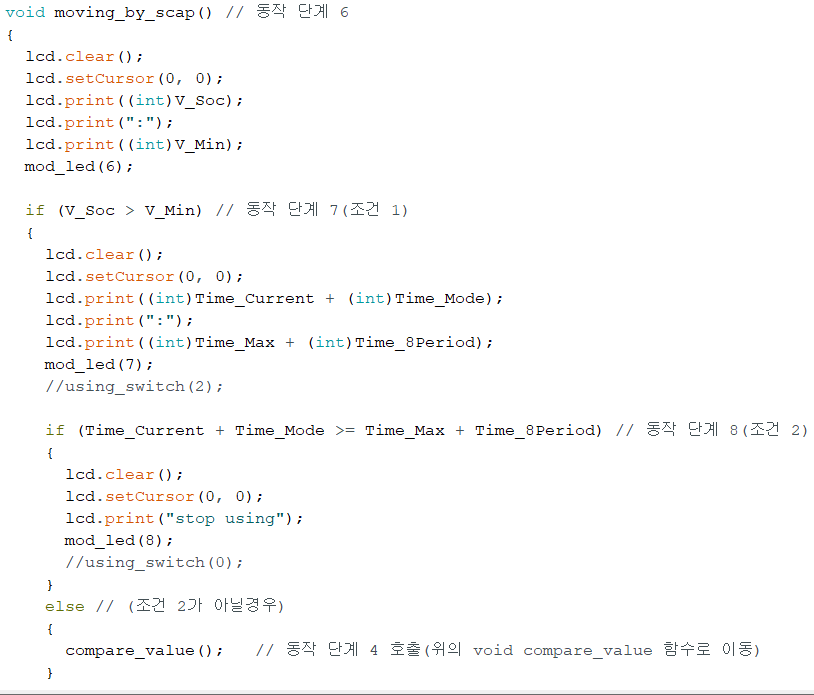 void moving_by_scap() // 동작 단계 6
{
  lcd.clear();
  lcd.setCursor(0, 0);
  lcd.print((int)V_Soc);
  lcd.print(":");
  lcd.print((int)V_Min);
  mod_led(6);

  if (V_Soc > V_Min) // 동작 단계 7(조건 1)
  {
    lcd.clear();
    lcd.setCursor(0, 0);
    lcd.print((int)Time_Current + (int)Time_Mode);
    lcd.print(":");
    lcd.print((int)Time_Max + (int)Time_8Period);
    mod_led(7);
    //using_switch(2);

    if (Time_Current + Time_Mode >= Time_Max + Time_8Period) // 동작 단계 8(조건 2)
    {
      lcd.clear();
      lcd.setCursor(0, 0);
      lcd.print("stop using");
      mod_led(8);
      //using_switch(0);
    }
    else // (조건 2가 아닐경우)
    {
      compare_value();   // 동작 단계 4 호출(위의 void compare_value 함수로 이동)
    }